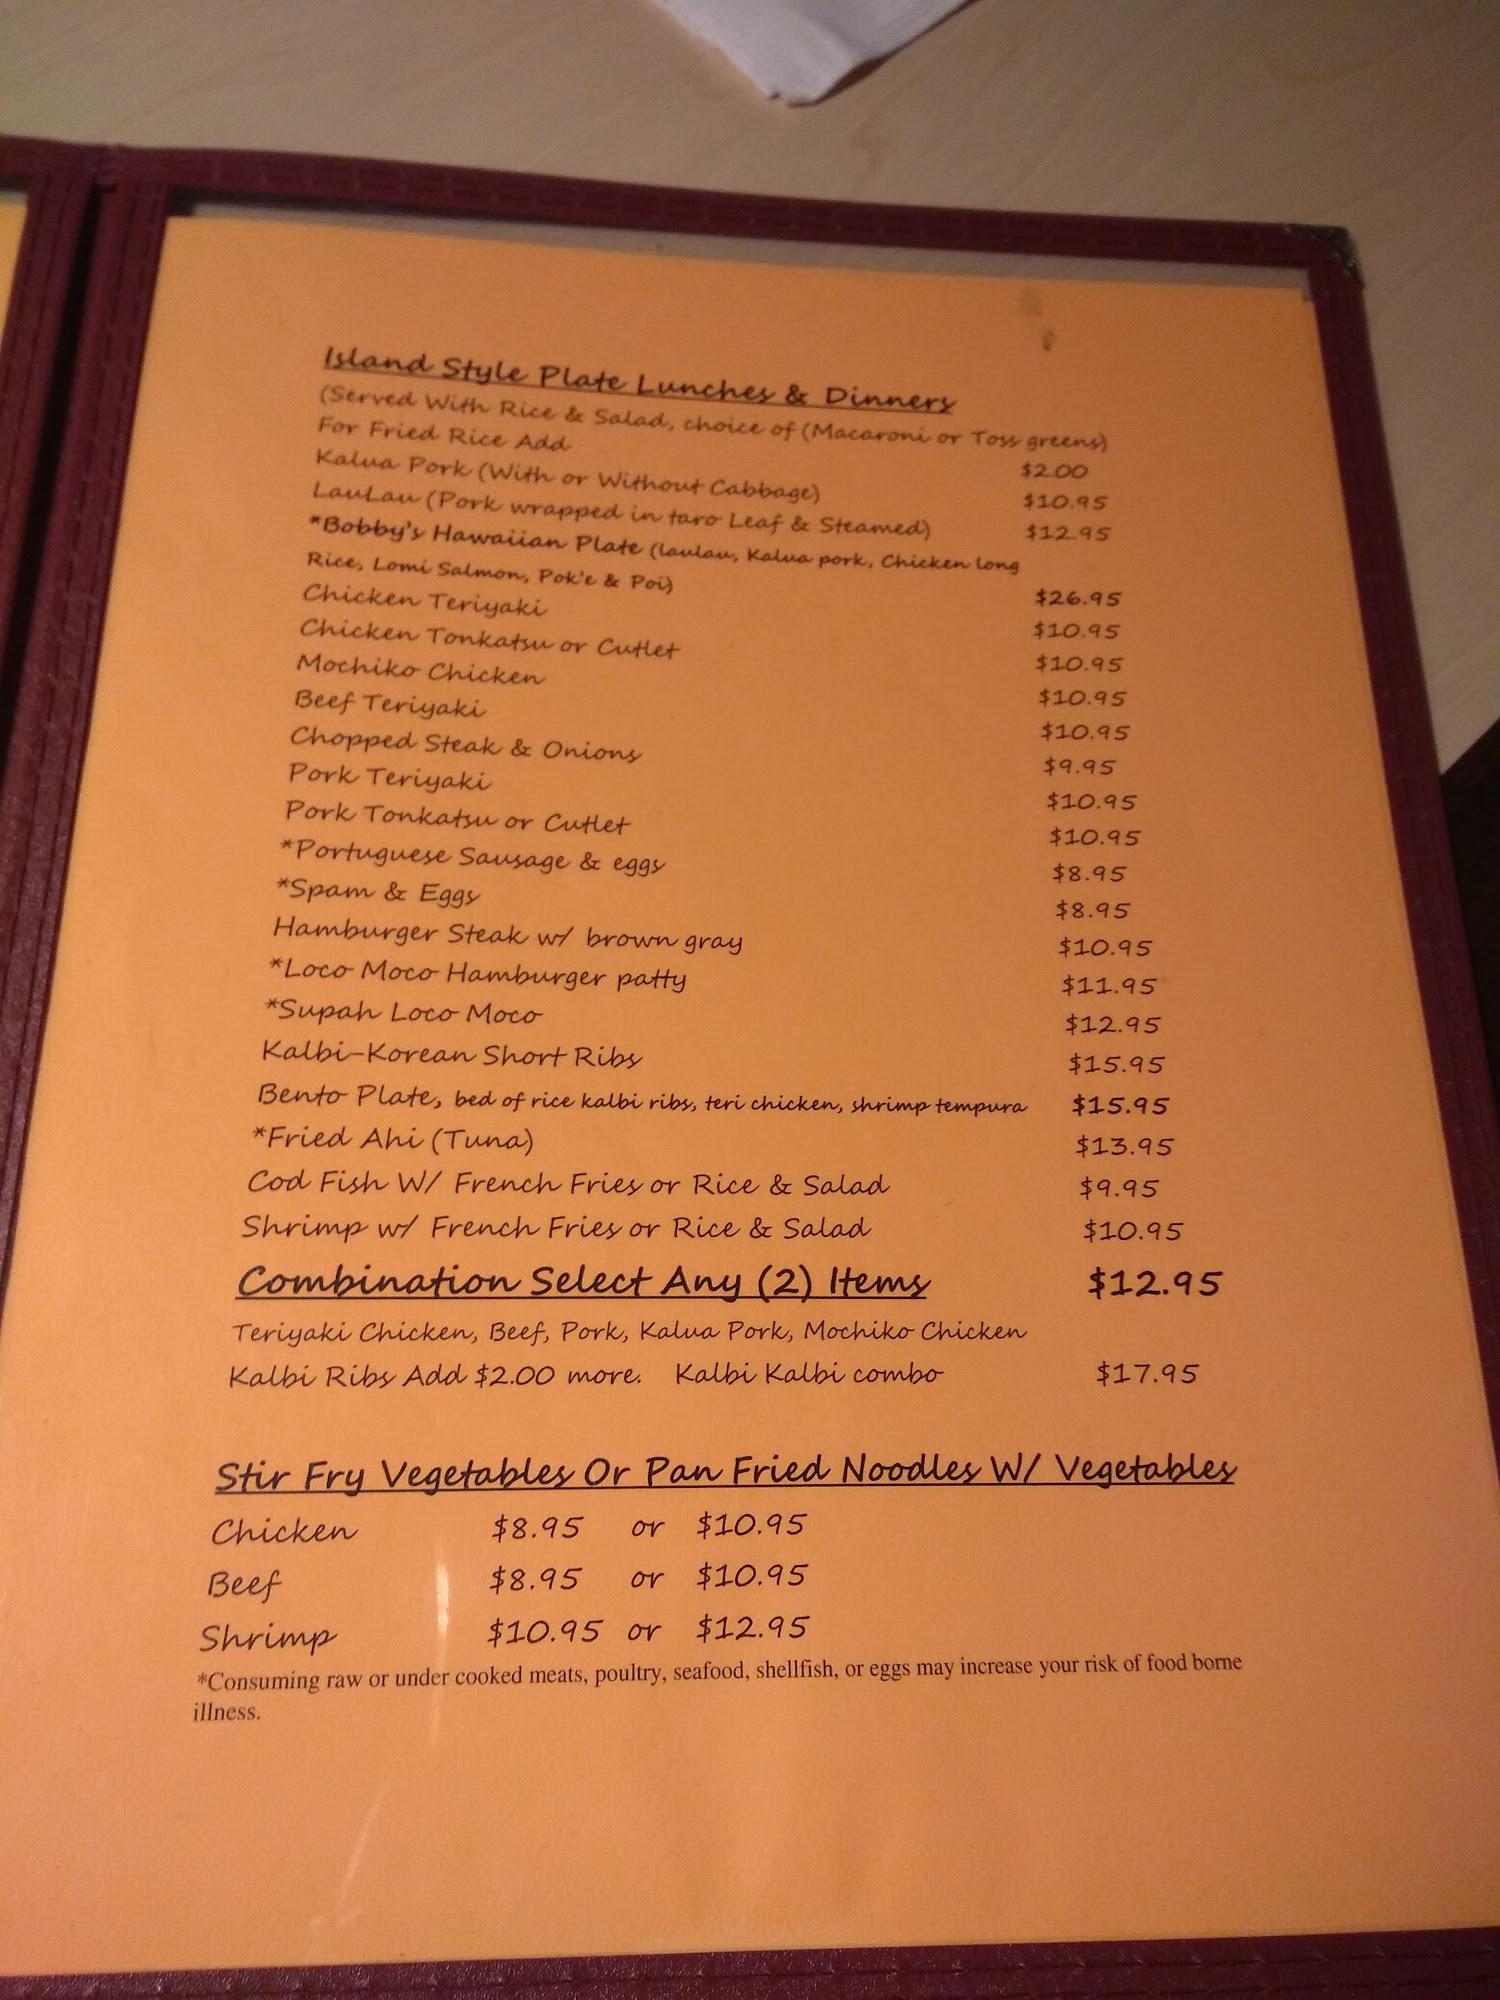 Island Style Plate Lunches & Dinners
(Served With Rice & Salad, choice of (Macaroni or Toss greens)
For Fried Rice Add $2.00
Kalua Pork (With or Without Cabbage) $10.95
LauLau (Pork wrapped in taro Leaf & Steamed) $12.95
*Bobby's Hawaiian Plate (laulau, Kalua pork, Chicken long
Rice, Lomi Salmon, Pok'e & Poi) $26.95
Chicken Teriyaki $10.95
Chicken Tonkatsu or Cutlet $10.95
Mochiko Chicken $10.95
Beef Teriyaki $10.95
Chopped Steak & Onions $9.95
Pork Teriyaki $10.95
Pork Tonkatsu or Cutlet $10.95
*Portuguese Sausage & eggs $8.95
*Spam & Eggs $8.95
Hamburger Steak w/ brown gray $10.95
*Loco Moco Hamburger patty $11.95
*Supah Loco Moco $12.95
Kalbi-Korean Short Ribs $15.95
Bento Plate, bed of rice kalbi ribs, teri chicken, shrimp tempura $15.95
*Fried Ahi (Tuna) $13.95
Cod Fish W/ French Fries or Rice & Salad $9.95
Shrimp w/ French Fries or Rice & Salad $10.95
Combination Select Any (2) Items $12.95
Teriyaki Chicken, Beef, Pork, Kalua Pork, Mochiko Chicken
Kalbi Ribs Add $2.00 more. Kalbi Kalbi combo $17.95
Stir Fry Vegetables Or Pan Fried Noodles W/ Vegetables
Chicken $8.95 or $10.95
Beef $8.95 or $10.95
Shrimp $10.95 or $12.95
*Consuming raw or under cooked meats, poultry, seafood, shellfish, or eggs may increase your risk of food borne
illness.